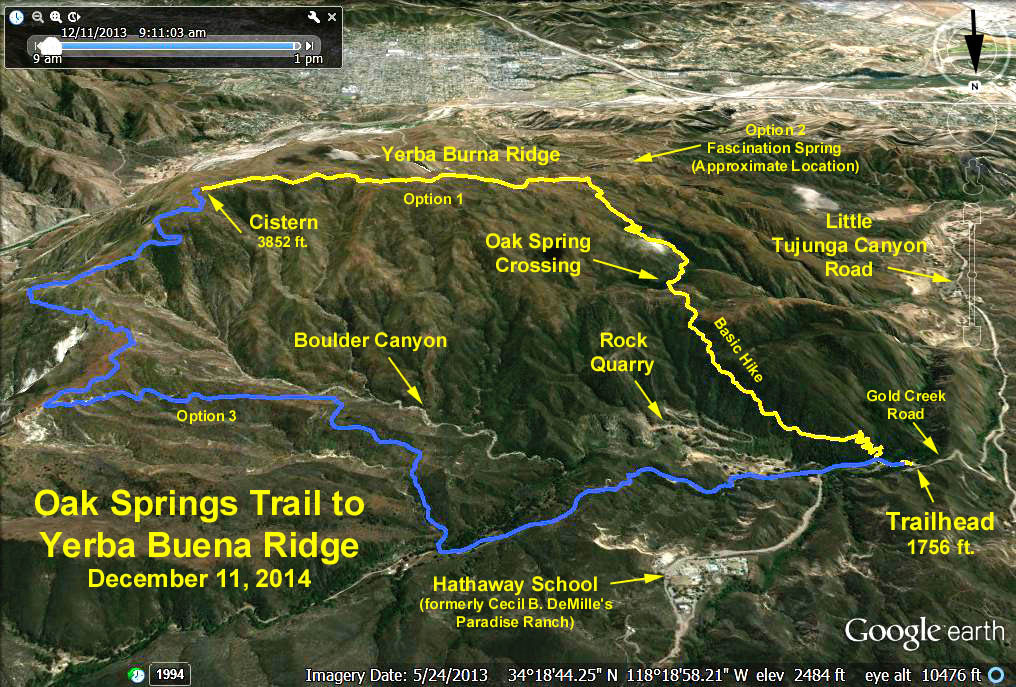 12/11/2013 9:11:03 am
9 am
1 pm
N
Option 2
Fascination Spring
(Approximate Location)
Yerba Burna Ridge
Option 1
Cistern
3852 ft.
Little
Tujunga Canyon
Road
Oak Spring
Crossing
Boulder Canyon
Rock
Quarry
Basic Hike
Gold Creek
Road
Option 3
Oak Springs Trail to
Yerba Buena Ridge
December 11, 2014
Trailhead
1756 ft.
Hathaway School
(formerly Cecil B. DeMille's
Paradise Ranch)
Google earth
1994
Imagery Date: 5/24/2013 34°18'44.25" N 118°18'58.21" W elev 2484 ft eye alt 10476 ft